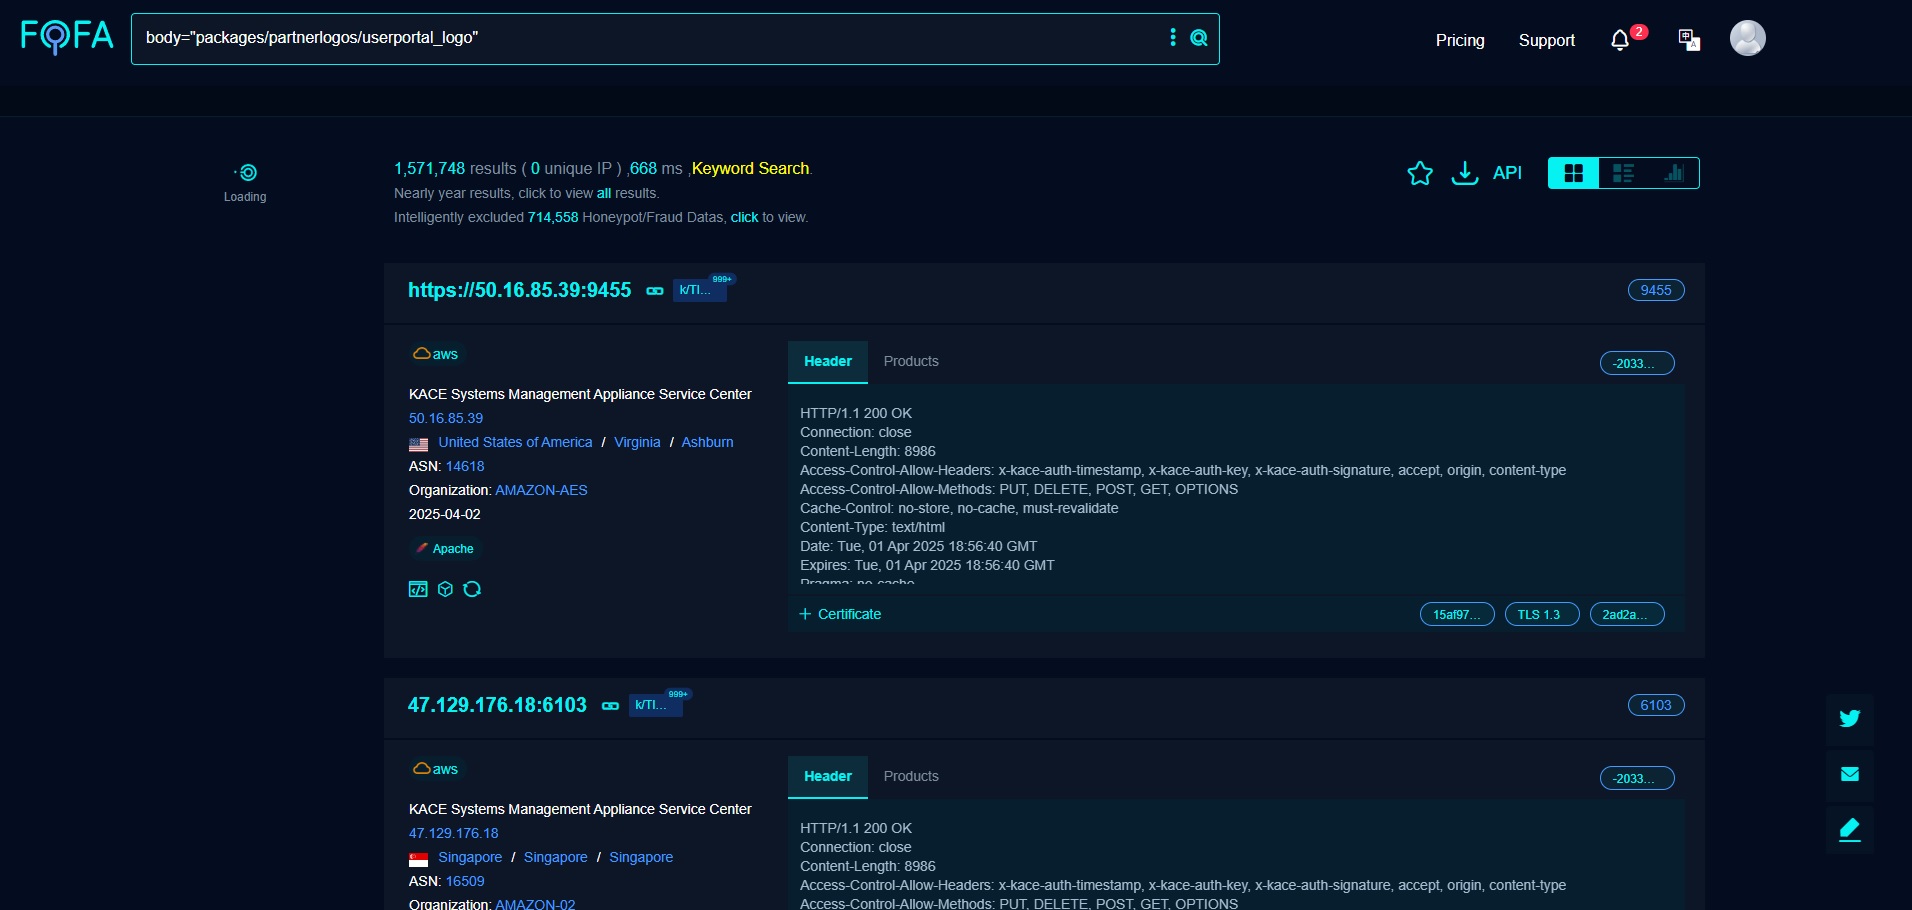 FOFA
body="packages/partnerlogos/userportal_logo"
Pricing
Support
2
中 A
Loading
1,571,748 results ( 0 unique IP ) ,668 ms ,Keyword Search.
Nearly year results, click to view all results.
Intelligently excluded 714,558 Honeypot/Fraud Datas, click to view.
API
https://50.16.85.39:9455
k/TI...
999+
9455
aws
KACE Systems Management Appliance Service Center
50.16.85.39
United States of America / Virginia / Ashburn
ASN: 14618
Organization: AMAZON-AES
2025-04-02
Apache
Header
Products
-2033...
HTTP/1.1 200 OK
Connection: close
Content-Length: 8986
Access-Control-Allow-Headers: x-kace-auth-timestamp, x-kace-auth-key, x-kace-auth-signature, accept, origin, content-type
Access-Control-Allow-Methods: PUT, DELETE, POST, GET, OPTIONS
Cache-Control: no-store, no-cache, must-revalidate
Content-Type: text/html
Date: Tue, 01 Apr 2025 18:56:40 GMT
Expires: Tue, 01 Apr 2025 18:56:40 GMT
Pragma: no-cache
+ Certificate
15af97...
TLS 1.3
2ad2a...
47.129.176.18:6103
k/TI...
999+
6103
aws
KACE Systems Management Appliance Service Center
47.129.176.18
Singapore / Singapore / Singapore
ASN: 16509
Organization: AMAZON-02
Header
Products
-2033...
HTTP/1.1 200 OK
Connection: close
Content-Length: 8986
Access-Control-Allow-Headers: x-kace-auth-timestamp, x-kace-auth-key, x-kace-auth-signature, accept, origin, content-type
Access-Control-Allow-Methods: PUT, DELETE, POST, GET, OPTIONS